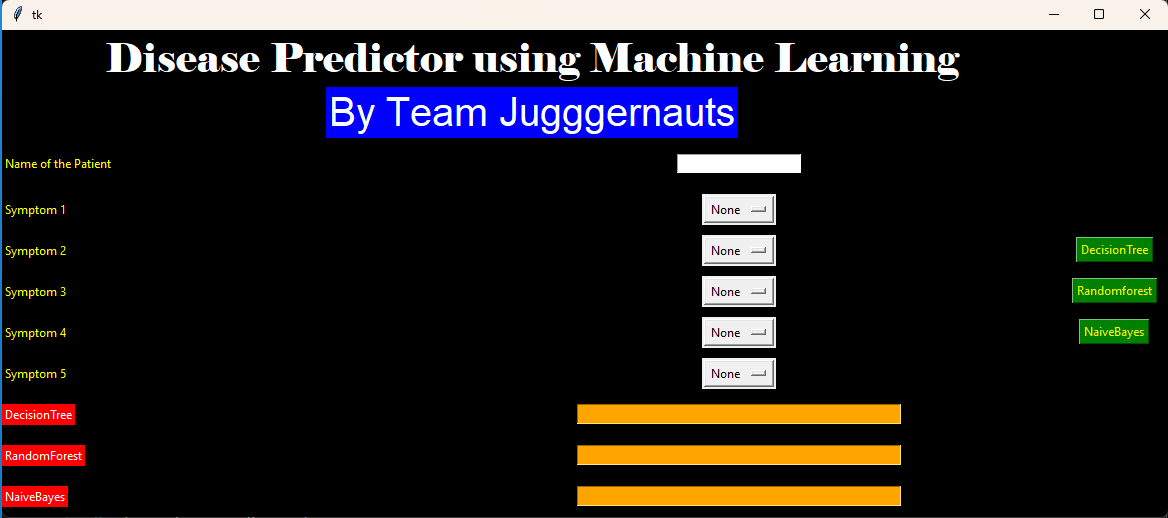 tk
Disease Predictor using Machine Learning
By Team Jugggernauts
Name of the Patient
Symptom 1 None
Symptom 2 None DecisionTree
Symptom 3 None Randomforest
Symptom 4 None NaiveBayes
Symptom 5 None
DecisionTree
RandomForest
NaiveBayes